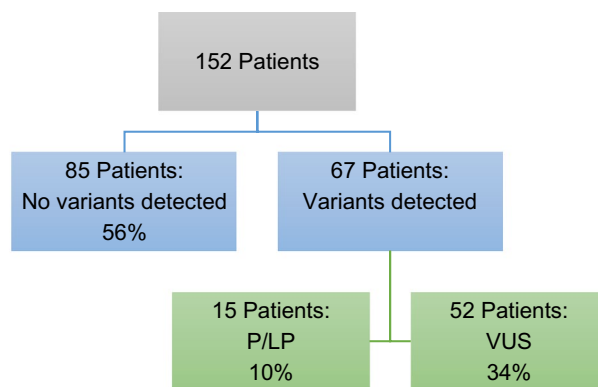 152 Patients
85 Patients:
No variants detected
56%
67 Patients:
Variants detected
15 Patients:
P/LP
10%
52 Patients:
VUS
34%